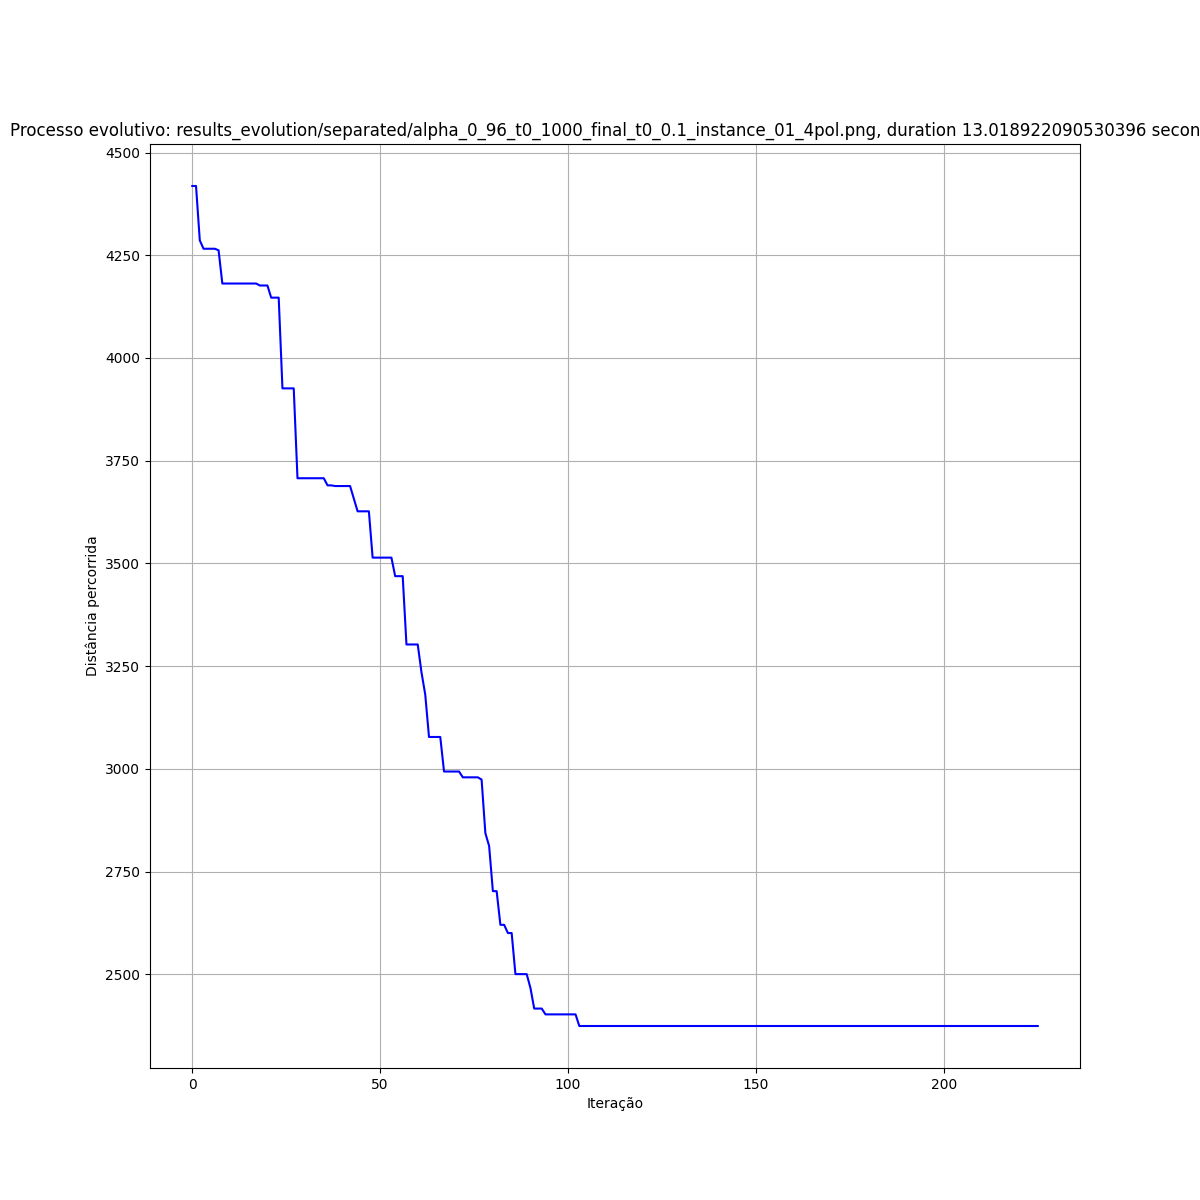 Processo evolutivo: results_evolution/separated/alpha_0_96_t0_1000_final_t0_0.1_instance_01_4pol.png, duration 13.018922090530396 secon
4500
4250
4000
3750
3500
3250
3000
2750
2500
Distância percorrida
0 50 100 150 200
Iteração